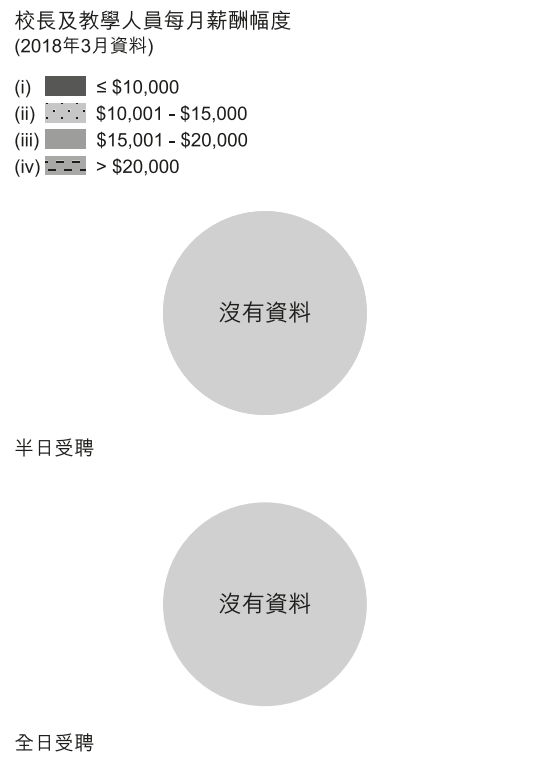 校長及教學人員每月薪酬幅度
(2018年3月資料)
(i) ≤ $10,000
(ii) $10,001 - $15,000
(iii) $15,001 - $20,000
(iv) > $20,000
沒有資料
半日受聘
沒有資料
全日受聘